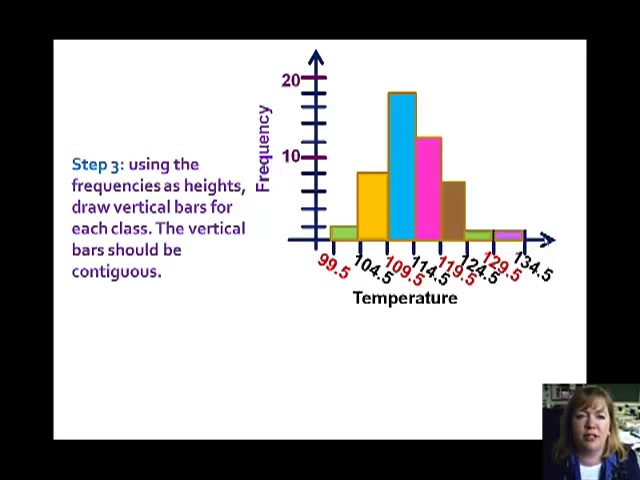 Step 3: using the
frequencies as heights,
draw vertical bars for
each class. The vertical
bars should be
contiguous.
Frequency
20
10
99.5
104.5
109.5
114.5
119.5
124.5
129.5
134.5
Temperature